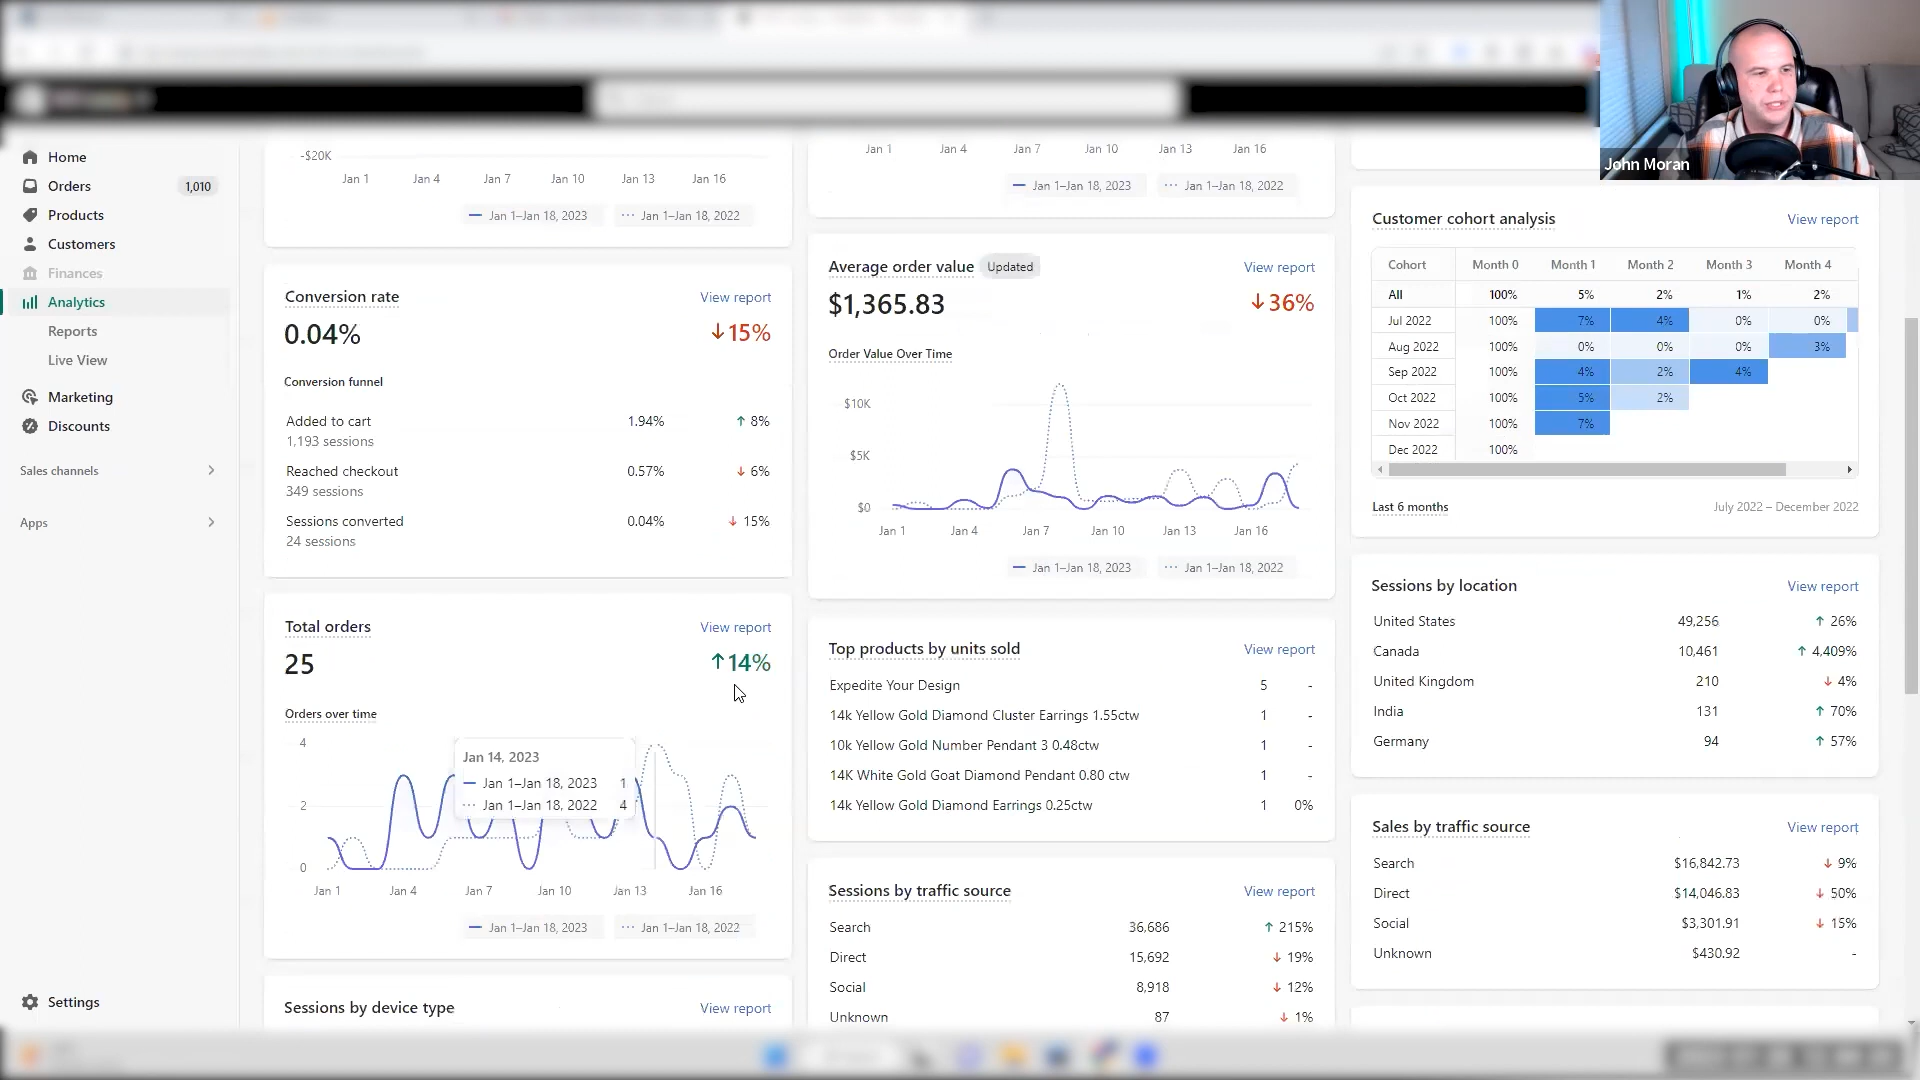 John Moran
Home
Orders 1,010
Products
Customers
Finances
Analytics
Reports
Live View
Marketing
Discounts
Sales channels
Apps
Settings
-$20K
Jan 1 Jan 4 Jan 7 Jan 10 Jan 13 Jan 16
Jan 1–Jan 18, 2023 Jan 1–Jan 18, 2022
Conversion rate View report
0.04% ↓15%
Conversion funnel
Added to cart 1.94% ↑ 8%
1,193 sessions
Reached checkout 0.57% ↓ 6%
349 sessions
Sessions converted 0.04% ↓ 15%
24 sessions
Total orders View report
25 ↑14%
Orders over time
4
2
0
Jan 14, 2023
Jan 1–Jan 18, 2023 1
Jan 1–Jan 18, 2022 4
Jan 1 Jan 4 Jan 7 Jan 10 Jan 13 Jan 16
Jan 1–Jan 18, 2023 Jan 1–Jan 18, 2022
Sessions by device type View report
Jan 1 Jan 4 Jan 7 Jan 10 Jan 13 Jan 16
Jan 1–Jan 18, 2023 Jan 1–Jan 18, 2022
Average order value Updated View report
$1,365.83 ↓36%
Order Value Over Time
$10K
$5K
$0
Jan 1 Jan 4 Jan 7 Jan 10 Jan 13 Jan 16
Jan 1–Jan 18, 2023 Jan 1–Jan 18, 2022
Top products by units sold View report
Expedite Your Design 5 -
14k Yellow Gold Diamond Cluster Earrings 1.55ctw 1 -
10k Yellow Gold Number Pendant 3 0.48ctw 1 -
14K White Gold Goat Diamond Pendant 0.80 ctw 1 -
14k Yellow Gold Diamond Earrings 0.25ctw 1 0%
Sessions by traffic source View report
Search 36,686 ↑ 215%
Direct 15,692 ↓ 19%
Social 8,918 ↓ 12%
Unknown 87 ↓ 1%
Customer cohort analysis View report
Cohort Month 0 Month 1 Month 2 Month 3 Month 4
All 100% 5% 2% 1% 2%
Jul 2022 100% 7% 4% 0% 0%
Aug 2022 100% 0% 0% 0% 3%
Sep 2022 100% 4% 2% 4%
Oct 2022 100% 5% 2%
Nov 2022 100% 7%
Dec 2022 100%
Last 6 months July 2022 – December 2022
Sessions by location View report
United States 49,256 ↑ 26%
Canada 10,461 ↑ 4,409%
United Kingdom 210 ↓ 4%
India 131 ↑ 70%
Germany 94 ↑ 57%
Sales by traffic source View report
Search $16,842.73 ↓ 9%
Direct $14,046.83 ↓ 50%
Social $3,301.91 ↓ 15%
Unknown $430.92 -